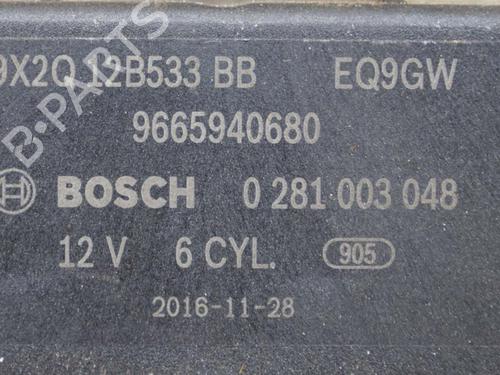 9X2Q 12B533 BB EQ9GW
9665940680
BOSCH 0 281 003 048
12 V 6 CYL. 905
2016-11-28
B-PARTS